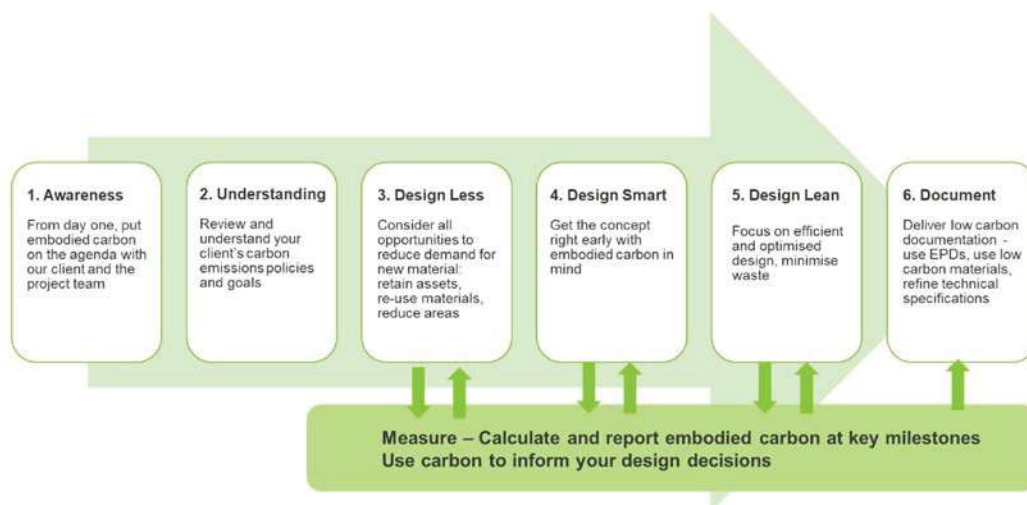 1. Awareness
From day one, put
embodied carbon
on the agenda with
our client and the
project team
2. Understanding
Review and
understand your
client's carbon
emissions policies
and goals
3. Design Less
Consider all
opportunities to
reduce demand for
new material:
retain assets,
re-use materials,
reduce areas
4. Design Smart
Get the concept
right early with
embodied carbon in
mind
5. Design Lean
Focus on efficient
and optimised
design, minimise
waste
6. Document
Deliver low carbon
documentation -
use EPDs, use low
carbon materials,
refine technical
specifications
Measure – Calculate and report embodied carbon at key milestones
Use carbon to inform your design decisions